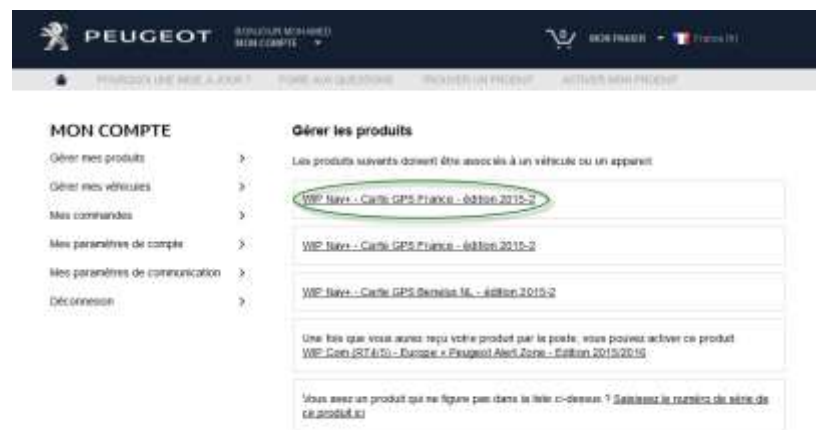 PEUGEOT
BONJOUR MOHAMED
MON COMPTE
MON PANIER
France (fr)
POURQUOI UNE MISE A JOUR ?
FOIRE AUX QUESTIONS
TROUVER UN PRODUIT
ACTIVER MON PRODUIT
MON COMPTE
Gérer mes produits
Gérer mes véhicules
Mes commandes
Mes paramètres de compte
Mes paramètres de communication
Déconnexion
Gérer les produits
Les produits suivants doivent être associés à un véhicule ou un appareil:
WIP Nav+ - Carte GPS France - édition 2015-2
WIP Nav+ - Carte GPS France - édition 2015-2
WIP Nav+ - Carte GPS Benelux NL - édition 2015-2
Une fois que vous aurez reçu votre produit par la poste, vous pouvez activer ce produit
WIP Com (RT4/5) - Europe + Peugeot Alert Zone - Edition 2015/2016
Vous avez un produit qui ne figure pas dans la liste ci-dessus ? Saisissez le numéro de série de
ce produit ici